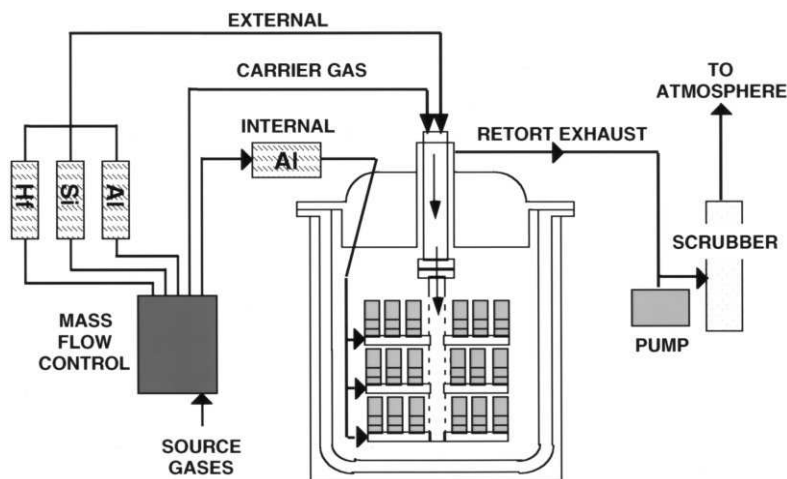 EXTERNAL
CARRIER GAS
INTERNAL
Al
Hf
Si
Al
RETORT EXHAUST
TO
ATMOSPHERE
SCRUBBER
PUMP
MASS
FLOW
CONTROL
SOURCE
GASES